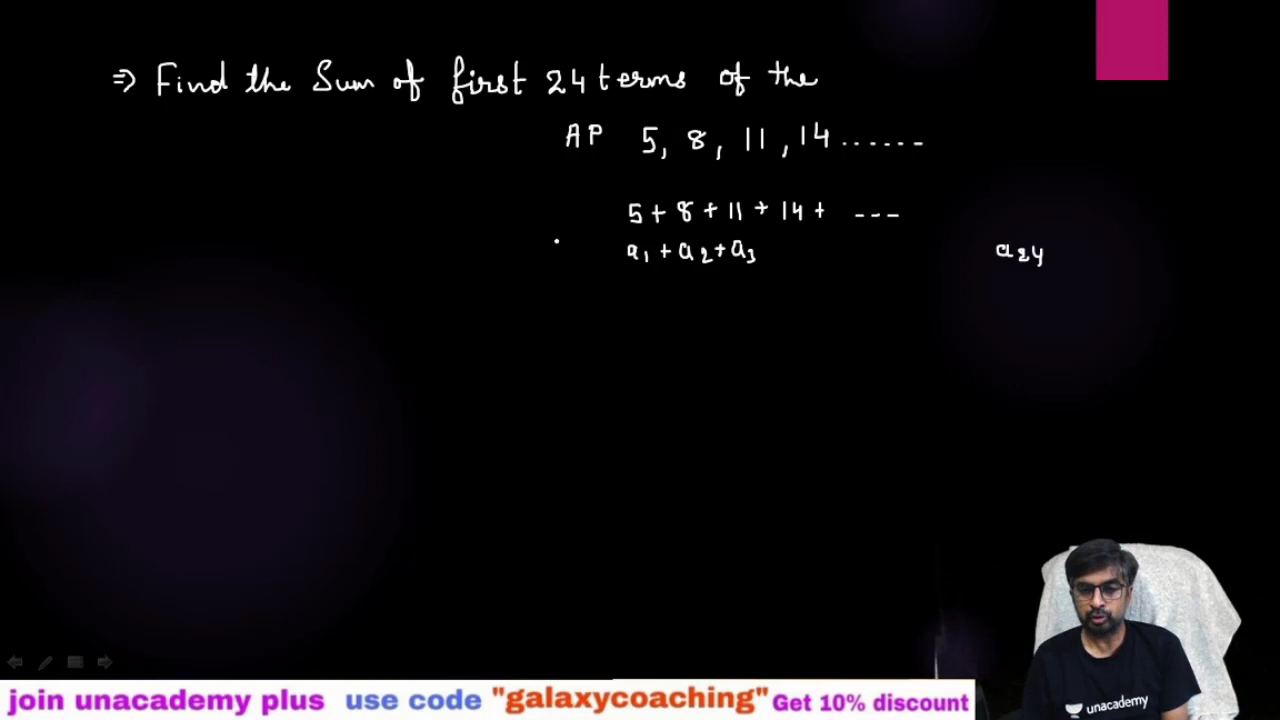 ⇒ Find the Sum of first 24 terms of the
AP 5, 8, 11, 14 ......
5 + 8 + 11 + 14 + ---
a1 + a2 + a3 a24
unacademy
join unacademy plus use code "galaxycoaching" Get 10% discount